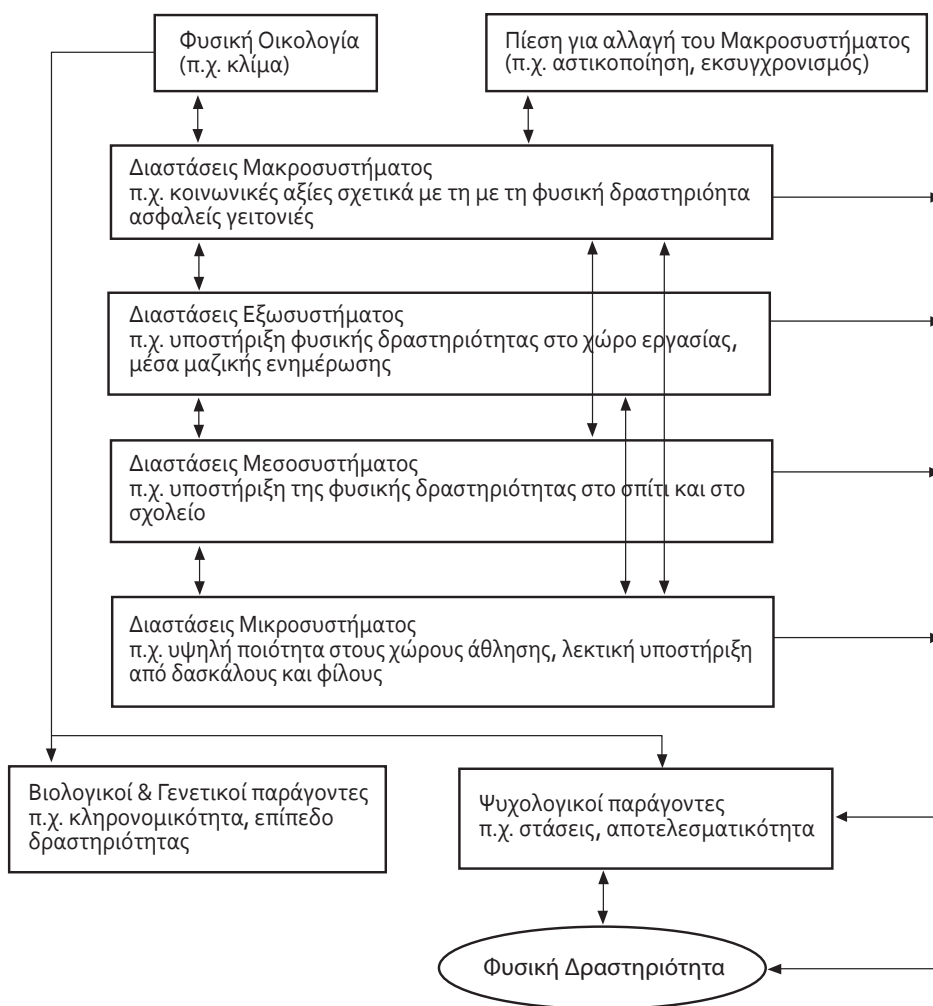 Φυσική Οικολογία
(π.χ. κλίμα)
Πίεση για αλλαγή του Μακροσυστήματος
(π.χ. αστικοποίηση, εκσυγχρονισμός)
Διαστάσεις Μακροσυστήματος
π.χ. κοινωνικές αξίες σχετικά με τη με τη φυσική δραστηριόητα
ασφαλείς γειτονιές
Διαστάσεις Εξωσυστήματος
π.χ. υποστήριξη φυσικής δραστηριότητας στο χώρο εργασίας,
μέσα μαζικής ενημέρωσης
Διαστάσεις Μεσοσυστήματος
π.χ. υποστήριξη της φυσικής δραστηριότητας στο σπίτι και στο
σχολείο
Διαστάσεις Μικροσυστήματος
π.χ. υψηλή ποιότητα στους χώρους άθλησης, λεκτική υποστήριξη
από δασκάλους και φίλους
Βιολογικοί & Γενετικοί παράγοντες
π.χ. κληρονομικότητα, επίπεδο
δραστηριότητας
Ψυχολογικοί παράγοντες
π.χ. στάσεις, αποτελεσματικότητα
Φυσική Δραστηριότητα